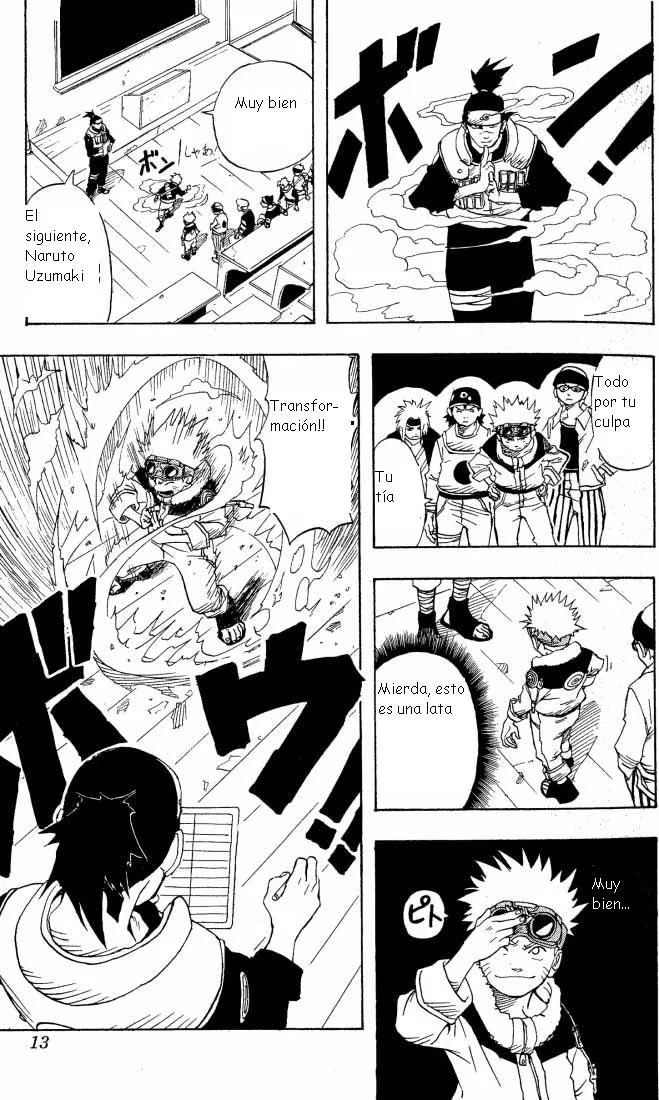 ボン!!
Muy bien
ボン
El
siguiente,
Naruto
Uzumaki
Todo
por tu
culpa
Tu
tía
Mierda, esto
es una lata
Muy
bien...
ピト
Transfor-
mación!!
ボウ!!
13